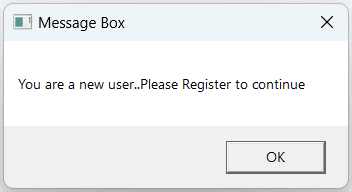 Message Box
You are a new user..Please Register to continue
OK